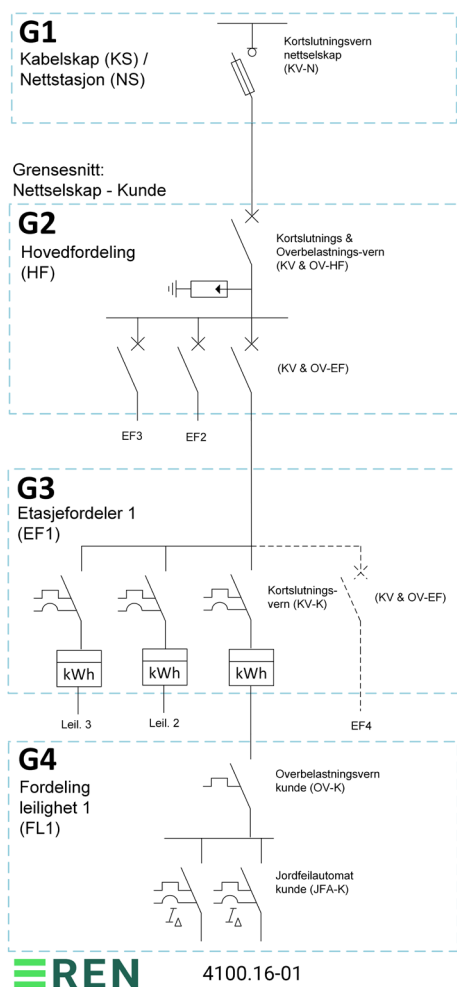 G1
Kabelskap (KS) /
Nettstasjon (NS)
Kortslutningsvern
nettselskap
(KV-N)
Grensesnitt:
Nettselskap - Kunde
G2
Hovedfordeling
(HF)
Kortslutnings &
Overbelastnings-vern
(KV & OV-HF)
(KV & OV-EF)
EF3
EF2
G3
Etasjefordeler 1
(EF1)
Kortslutnings-
vern (KV-K)
(KV & OV-EF)
kWh
kWh
kWh
Leil. 3
Leil. 2
EF4
G4
Fordeling
leilighet 1
(FL1)
Overbelastningsvern
kunde (OV-K)
Jordfeilautomat
kunde (JFA-K)
I∆
I∆
REN
4100.16-01